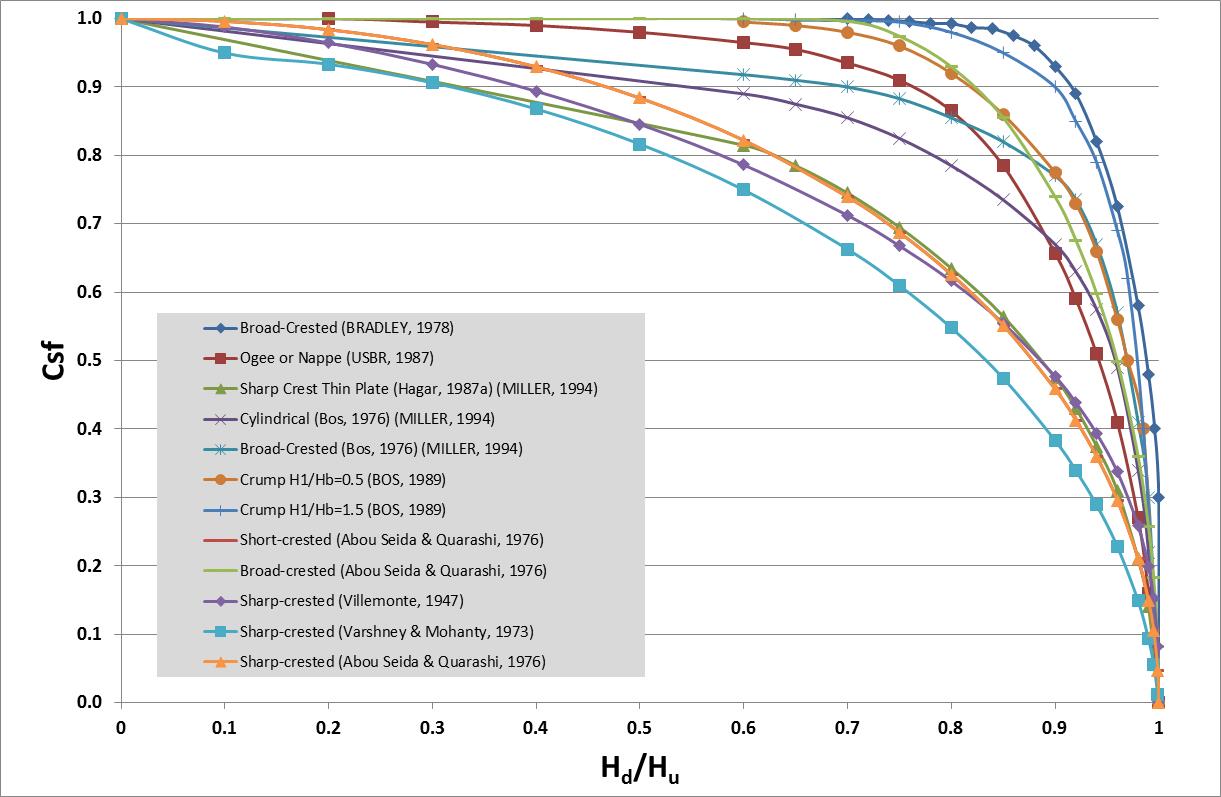 1.0
0.9
0.8
0.7
0.6
0.5
0.4
0.3
0.2
0.1
0.0
Csf
Broad-Crested (BRADLEY, 1978)
Ogee or Nappe (USBR, 1987)
Sharp Crest Thin Plate (Hagar, 1987a) (MILLER, 1994)
Cylindrical (Bos, 1976) (MILLER, 1994)
Broad-Crested (Bos, 1976) (MILLER, 1994)
Crump H1/Hb=0.5 (BOS, 1989)
Crump H1/Hb=1.5 (BOS, 1989)
Short-crested (Abou Seida & Quarashi, 1976)
Broad-crested (Abou Seida & Quarashi, 1976)
Sharp-crested (Villemonte, 1947)
Sharp-crested (Varshney & Mohanty, 1973)
Sharp-crested (Abou Seida & Quarashi, 1976)
0 0.1 0.2 0.3 0.4 0.5 0.6 0.7 0.8 0.9 1
Hd/Hu